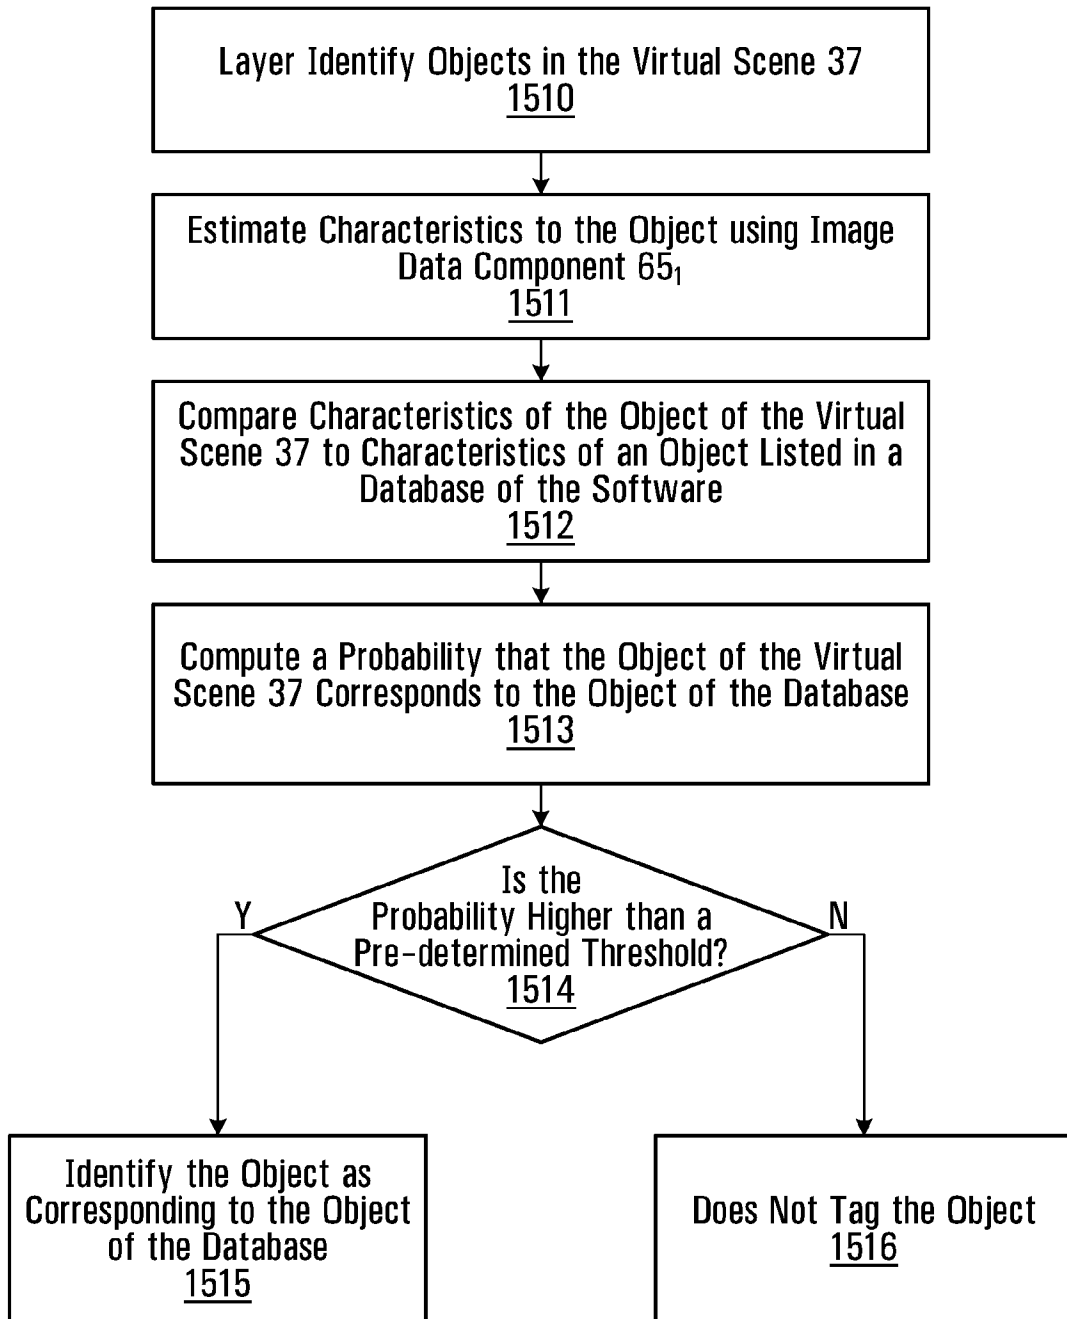 Layer Identify Objects in the Virtual Scene 37
1510
Estimate Characteristics to the Object using Image
Data Component 65₁
1511
Compare Characteristics of the Object of the Virtual
Scene 37 to Characteristics of an Object Listed in a
Database of the Software
1512
Compute a Probability that the Object of the Virtual
Scene 37 Corresponds to the Object of the Database
1513
Is the
Probability Higher than a
Pre-determined Threshold?
1514
Y
N
Identify the Object as
Corresponding to the Object
of the Database
1515
Does Not Tag the Object
1516